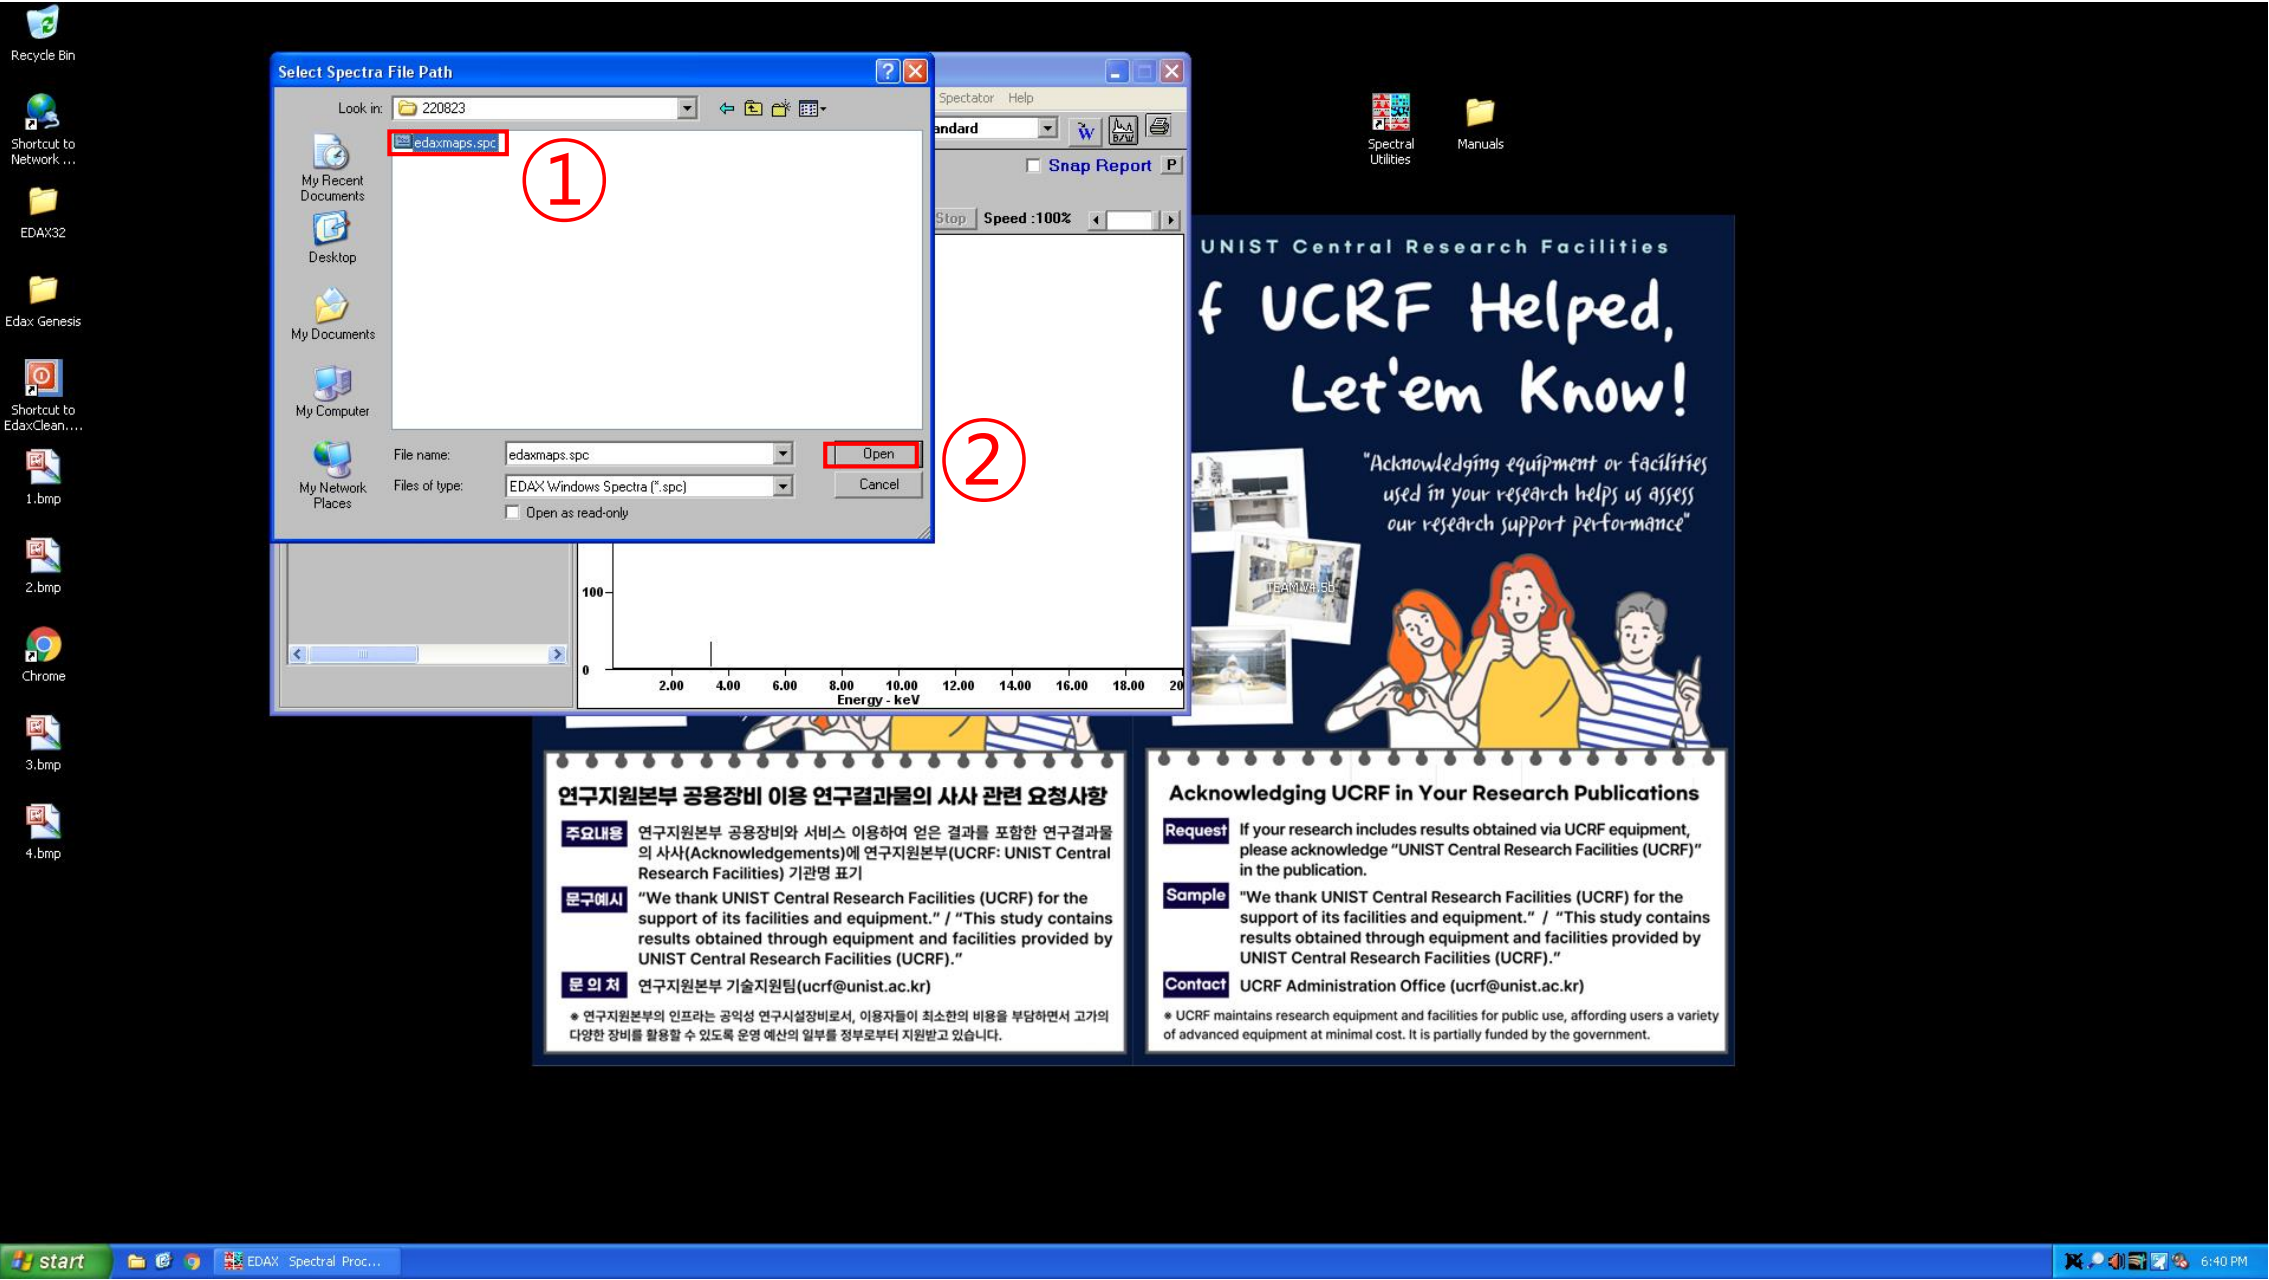 Recycle Bin
Shortcut to
Network ...
EDAX32
Edax Genesis
Shortcut to
EdaxClean....
1.bmp
2.bmp
Chrome
3.bmp
4.bmp
Select Spectra File Path
Look in:
220823
edaxmaps.spc
①
My Recent
Documents
Desktop
My Documents
My Computer
My Network
Places
File name:
edaxmaps.spc
Open
②
Files of type:
EDAX Windows Spectra (*.spc)
Cancel
Open as read-only
Spectator Help
andard
W
B/W
Snap Report P
Stop Speed :100%
100
0
2.00 4.00 6.00 8.00 10.00 12.00 14.00 16.00 18.00 20
Energy - keV
Spectral
Utilities
Manuals
UNIST Central Research Facilities
f UCRF Helped,
Let'em Know!
"Acknowledging equipment or facilities
used in your research helps us assess
our research support performance"
TEAM V4.5b
연구지원본부 공용장비 이용 연구결과물의 사사 관련 요청사항
주요내용 연구지원본부 공용장비와 서비스 이용하여 얻은 결과를 포함한 연구결과물
의 사사(Acknowledgements)에 연구지원본부(UCRF: UNIST Central
Research Facilities) 기관명 표기
문구예시 “We thank UNIST Central Research Facilities (UCRF) for the
support of its facilities and equipment.” / “This study contains
results obtained through equipment and facilities provided by
UNIST Central Research Facilities (UCRF).”
문 의 처 연구지원본부 기술지원팀(ucrf@unist.ac.kr)
※ 연구지원본부의 인프라는 공익성 연구시설장비로서, 이용자들이 최소한의 비용을 부담하면서 고가의
다양한 장비를 활용할 수 있도록 운영 예산의 일부를 정부로부터 지원받고 있습니다.
Acknowledging UCRF in Your Research Publications
Request If your research includes results obtained via UCRF equipment,
please acknowledge “UNIST Central Research Facilities (UCRF)”
in the publication.
Sample "We thank UNIST Central Research Facilities (UCRF) for the
support of its facilities and equipment.” / “This study contains
results obtained through equipment and facilities provided by
UNIST Central Research Facilities (UCRF).”
Contact UCRF Administration Office (ucrf@unist.ac.kr)
※ UCRF maintains research equipment and facilities for public use, affording users a variety
of advanced equipment at minimal cost. It is partially funded by the government.
start
EDAX Spectral Proc...
6:40 PM